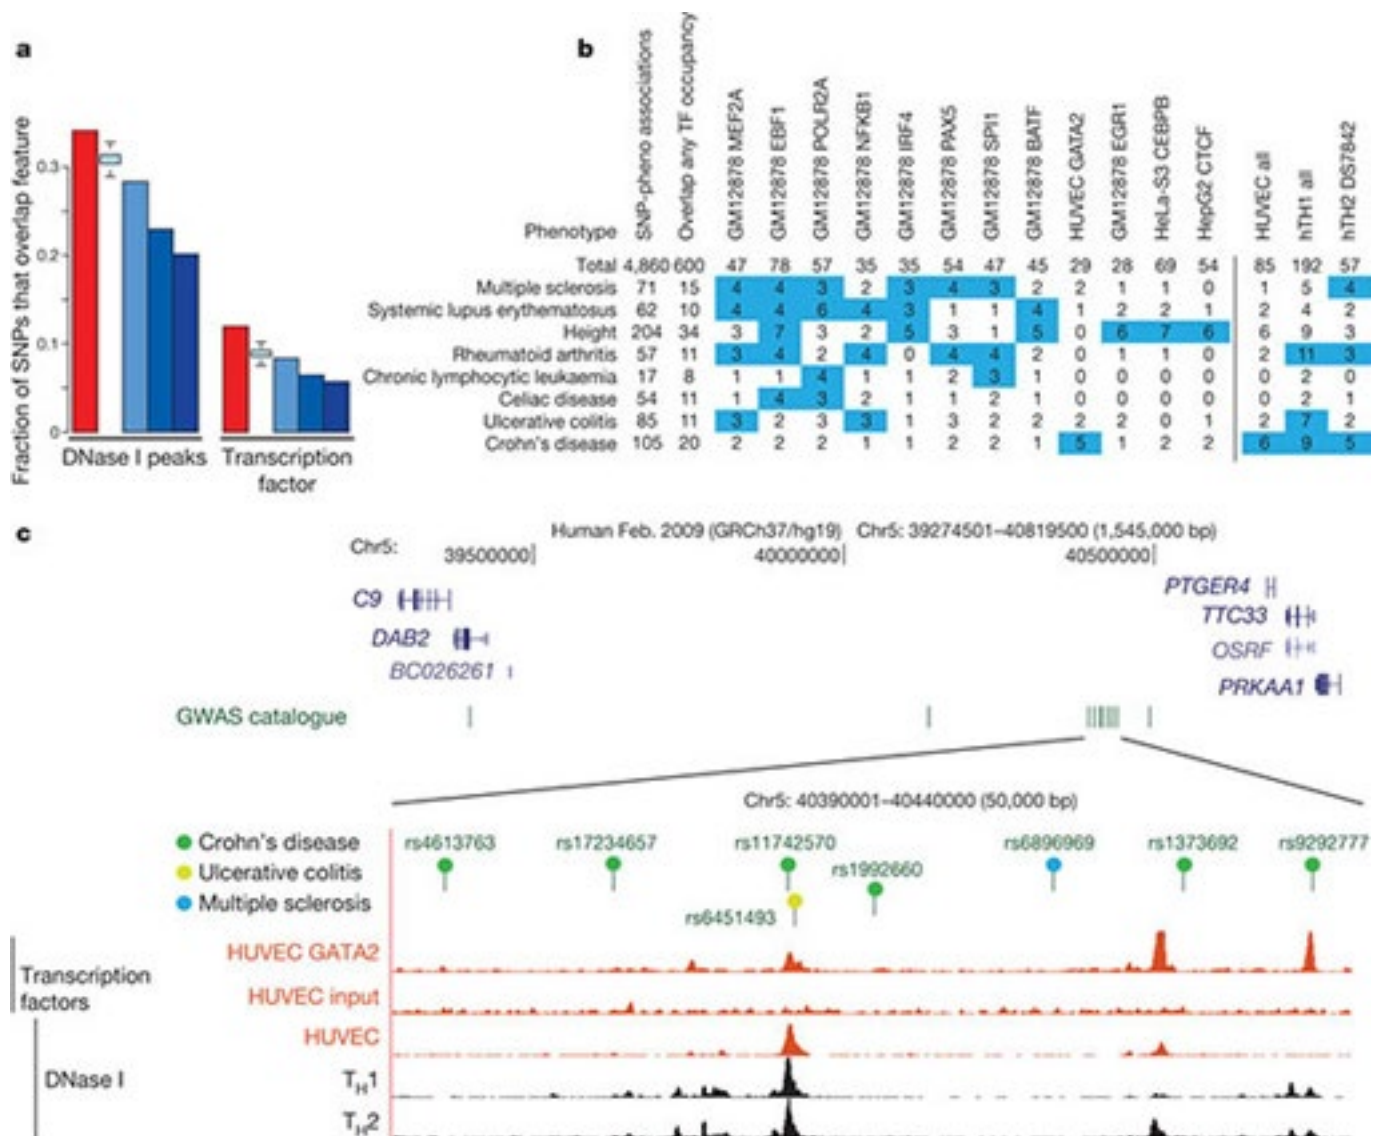 a
Fraction of SNPs that overlap feature
0.3
0.2
0.1
0
DNase I peaks
Transcription
factor
b
Phenotype
SNP-pheno associations
Overlap any TF occupancy
GM12878 MEF2A
GM12878 EBF1
GM12878 POLR2A
GM12878 NFKB1
GM12878 IRF4
GM12878 PAX5
GM12878 SPI1
GM12878 BATF
HUVEC GATA2
GM12878 EGR1
HeLa-S3 CEBPB
HepG2 CTCF
HUVEC all
hTH1 all
hTH2 DS7842
Total 4,860 600 47 78 57 35 35 54 47 45 29 28 69 54 85 192 57
Multiple sclerosis 71 15 4 4 3 2 3 4 3 2 2 1 1 0 1 5 4
Systemic lupus erythematosus 62 10 4 4 6 4 3 1 1 4 1 2 2 1 2 4 2
Height 204 34 3 7 3 2 5 3 1 5 0 6 7 6 6 9 3
Rheumatoid arthritis 57 11 3 4 2 4 0 4 4 2 0 1 1 0 2 11 3
Chronic lymphocytic leukaemia 17 8 1 1 4 1 1 2 3 1 0 0 0 0 0 2 0
Celiac disease 54 11 1 4 3 2 1 1 2 1 0 0 0 0 0 2 1
Ulcerative colitis 85 11 3 2 3 3 1 3 2 2 2 2 0 1 2 7 2
Crohn's disease 105 20 2 2 2 1 1 2 2 1 5 1 2 2 6 9 5
c
Human Feb. 2009 (GRCh37/hg19) Chr5: 39274501–40819500 (1,545,000 bp)
Chr5: 39500000 40000000 40500000
C9
DAB2
BC026261
PTGER4
TTC33
OSRF
PRKAA1
GWAS catalogue
Chr5: 40390001–40440000 (50,000 bp)
Crohn's disease
Ulcerative colitis
Multiple sclerosis
rs4613763 rs17234657 rs11742570 rs6896969 rs1373692 rs9292777
rs1992660
rs6451493
Transcription
factors
HUVEC GATA2
HUVEC input
DNase I
HUVEC
TH1
TH2